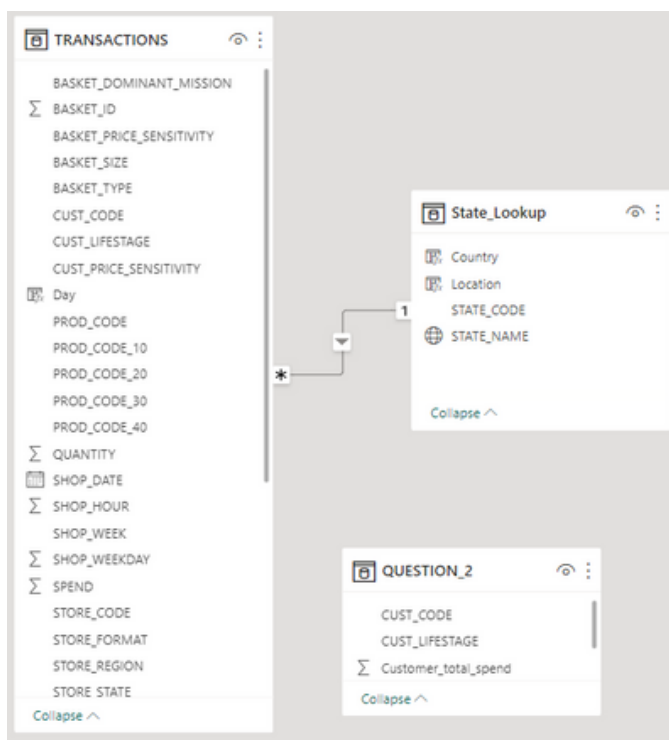 TRANSACTIONS
BASKET_DOMINANT_MISSION
∑ BASKET_ID
BASKET_PRICE_SENSITIVITY
BASKET_SIZE
BASKET_TYPE
CUST_CODE
CUST_LIFESTAGE
CUST_PRICE_SENSITIVITY
Day
PROD_CODE
PROD_CODE_10
PROD_CODE_20
PROD_CODE_30
PROD_CODE_40
∑ QUANTITY
SHOP_DATE
∑ SHOP_HOUR
SHOP_WEEK
∑ SHOP_WEEKDAY
∑ SPEND
STORE_CODE
STORE_FORMAT
STORE_REGION
STORE STATE
Collapse
*
1
State_Lookup
Country
Location
STATE_CODE
STATE_NAME
Collapse
QUESTION_2
CUST_CODE
CUST_LIFESTAGE
∑ Customer_total_spend
Collapse